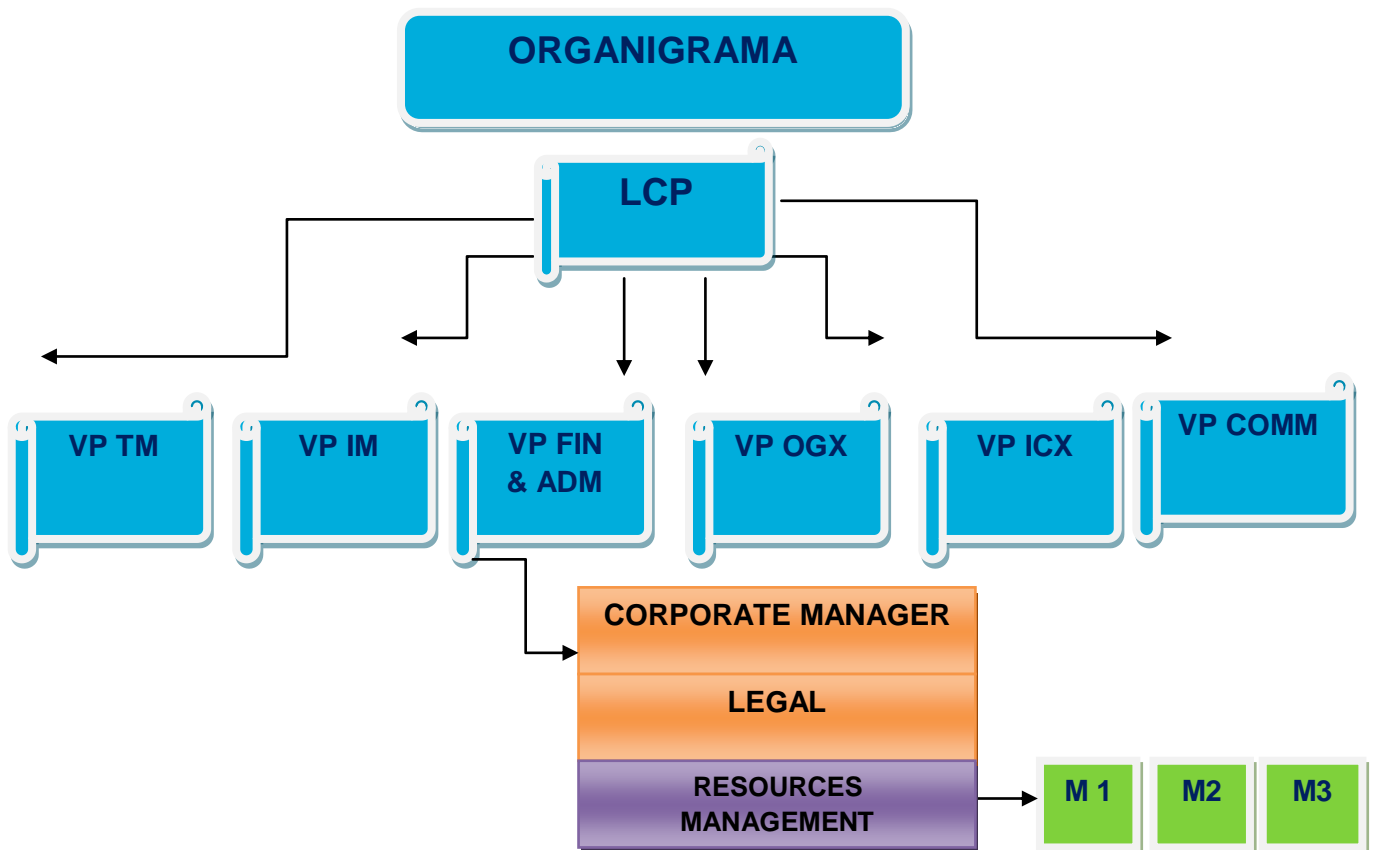 ORGANIGRAMA
LCP
VP TM
VP IM
VP FIN
& ADM
VP OGX
VP ICX
VP COMM
CORPORATE MANAGER
LEGAL
RESOURCES
MANAGEMENT
M 1
M2
M3